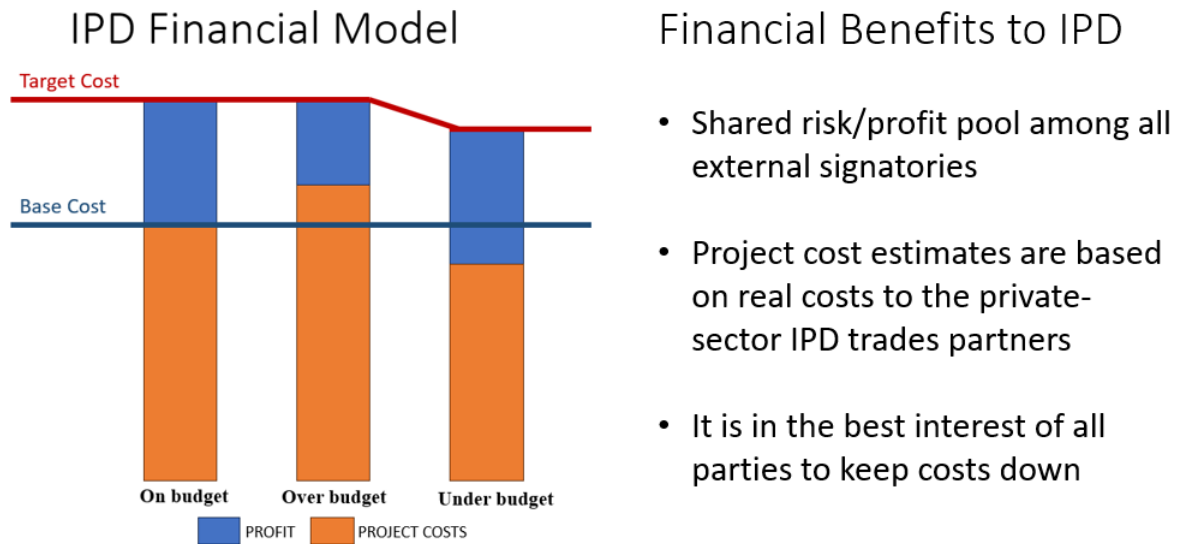 IPD Financial Model
Target Cost
Base Cost
On budget
Over budget
Under budget
PROFIT
PROJECT COSTS
Financial Benefits to IPD
• Shared risk/profit pool among all
external signatories
• Project cost estimates are based
on real costs to the private-
sector IPD trades partners
• It is in the best interest of all
parties to keep costs down